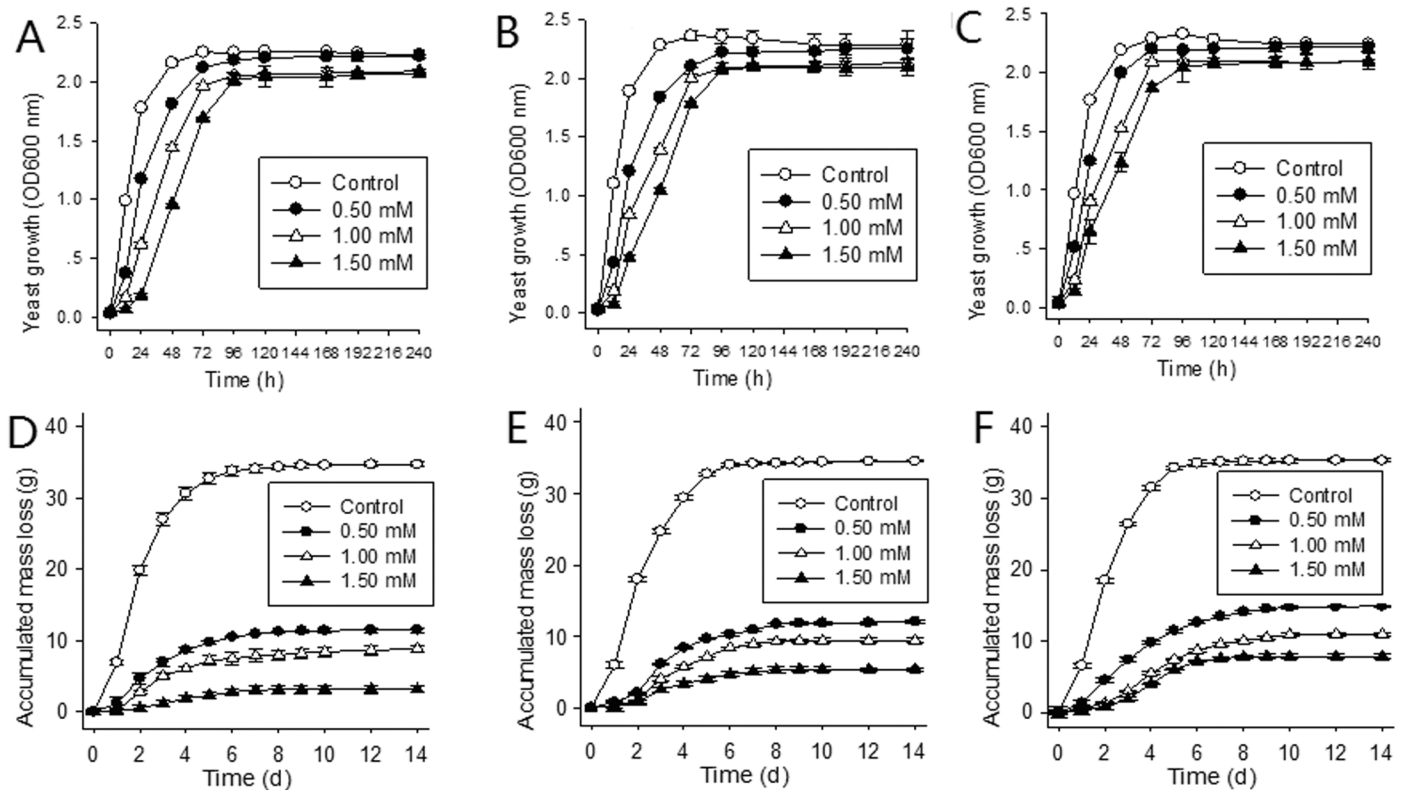 A
Yeast growth (OD600 nm)
2.5
2.0
1.5
1.0
.5
0.0
Control
0.50 mM
1.00 mM
1.50 mM
0 24 48 72 96 120 144 168 192 216 240
Time (h)
B
Yeast growth (OD600 nm)
2.5
2.0
1.5
1.0
.5
0.0
Control
0.50 mM
1.00 mM
1.50 mM
0 24 48 72 96 120 144 168 192 216 240
Time (h)
C
Yeast growth (OD600 nm)
2.5
2.0
1.5
1.0
.5
0.0
Control
0.50 mM
1.00 mM
1.50 mM
0 24 48 72 96 120 144 168 192 216 240
Time (h)
D
Accumulated mass loss (g)
40
30
20
10
0
Control
0.50 mM
1.00 mM
1.50 mM
0 2 4 6 8 10 12 14
Time (d)
E
Accumulated mass loss (g)
40
30
20
10
0
Control
0.50 mM
1.00 mM
1.50 mM
0 2 4 6 8 10 12 14
Time (d)
F
Accumulated mass loss (g)
40
30
20
10
0
Control
0.50 mM
1.00 mM
1.50 mM
0 2 4 6 8 10 12 14
Time (d)